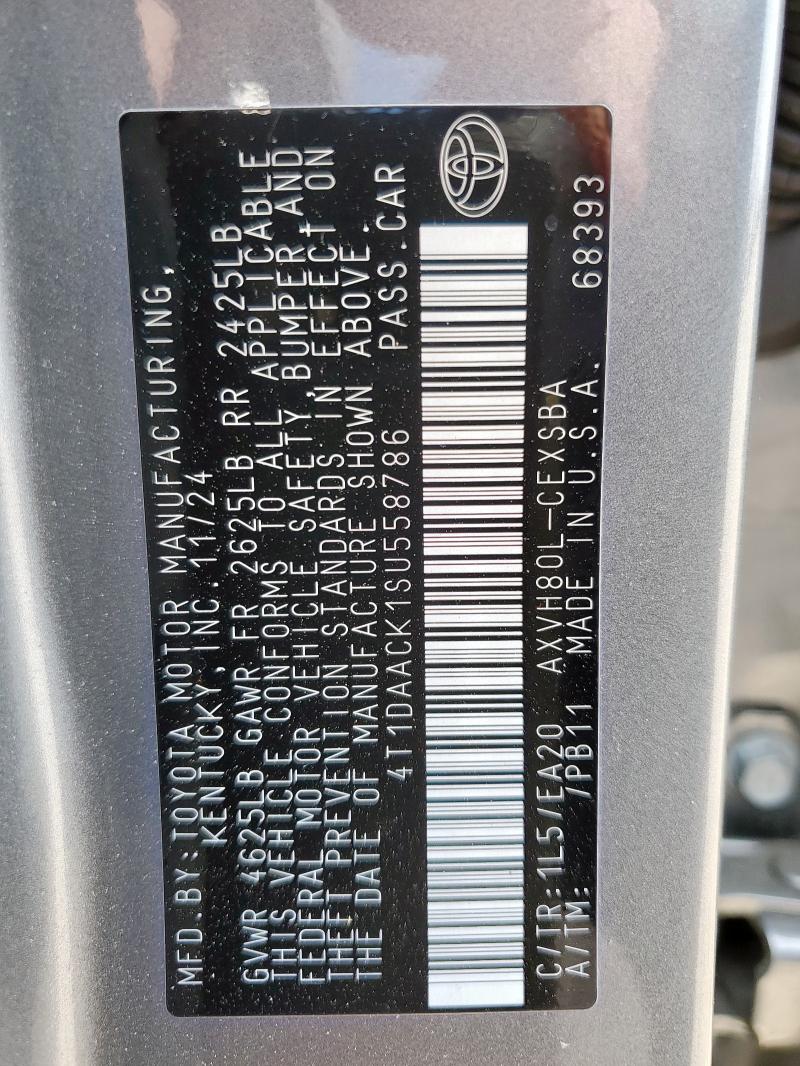 MFD.BY:TOYOTA MOTOR MANUFACTURING,
KENTUCKY,INC.11/24
GVWR 4625LB GAWR FR 2625LB RR 2425LB
THIS VEHICLE CONFORMS TO ALL APPLICABLE
FEDERAL MOTOR VEHICLE SAFETY,BUMPER AND
THEFT PREVENTION STANDARDS IN EFFECT ON
THE DATE OF MANUFACTURE SHOWN ABOVE.
4T1DAACK1SU558786 PASS.CAR
C/TR:1L5/EA20 AXVH80L-CEXSBA
A/TM: /PB11 MADE IN U.S.A. 68393